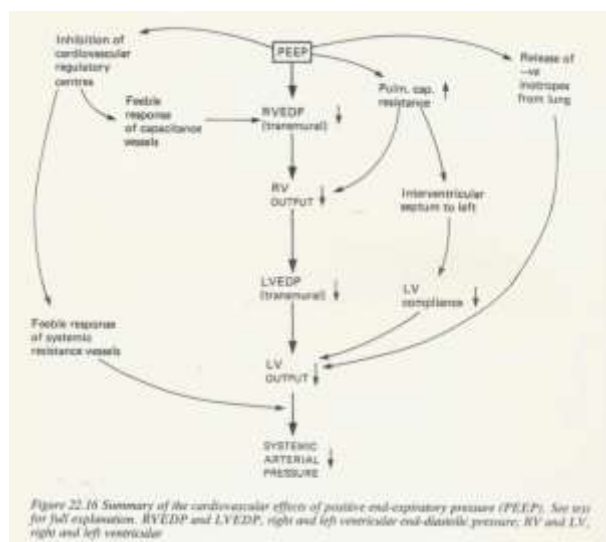 Inhibition of
cardiovascular
regulatory
centres
PEEP
Release of
-ve
inotropes
from lung
Pulm. cap.
resistance
Feeble
response
of capacitance
vessels
RVEDP
(transmural)
RV
OUTPUT
Interventricular
septum to left
LVEDP
(transmural)
LV
compliance
Feeble response
of systemic
resistance vessels
LV
OUTPUT
SYSTEMIC
ARTERIAL
PRESSURE
Figure 22.16 Summary of the cardiovascular effects of positive end-expiratory pressure (PEEP). See text
for full explanation. RVEDP and LVEDP, right and left ventricular end-diastolic pressure; RV and LV,
right and left ventricular